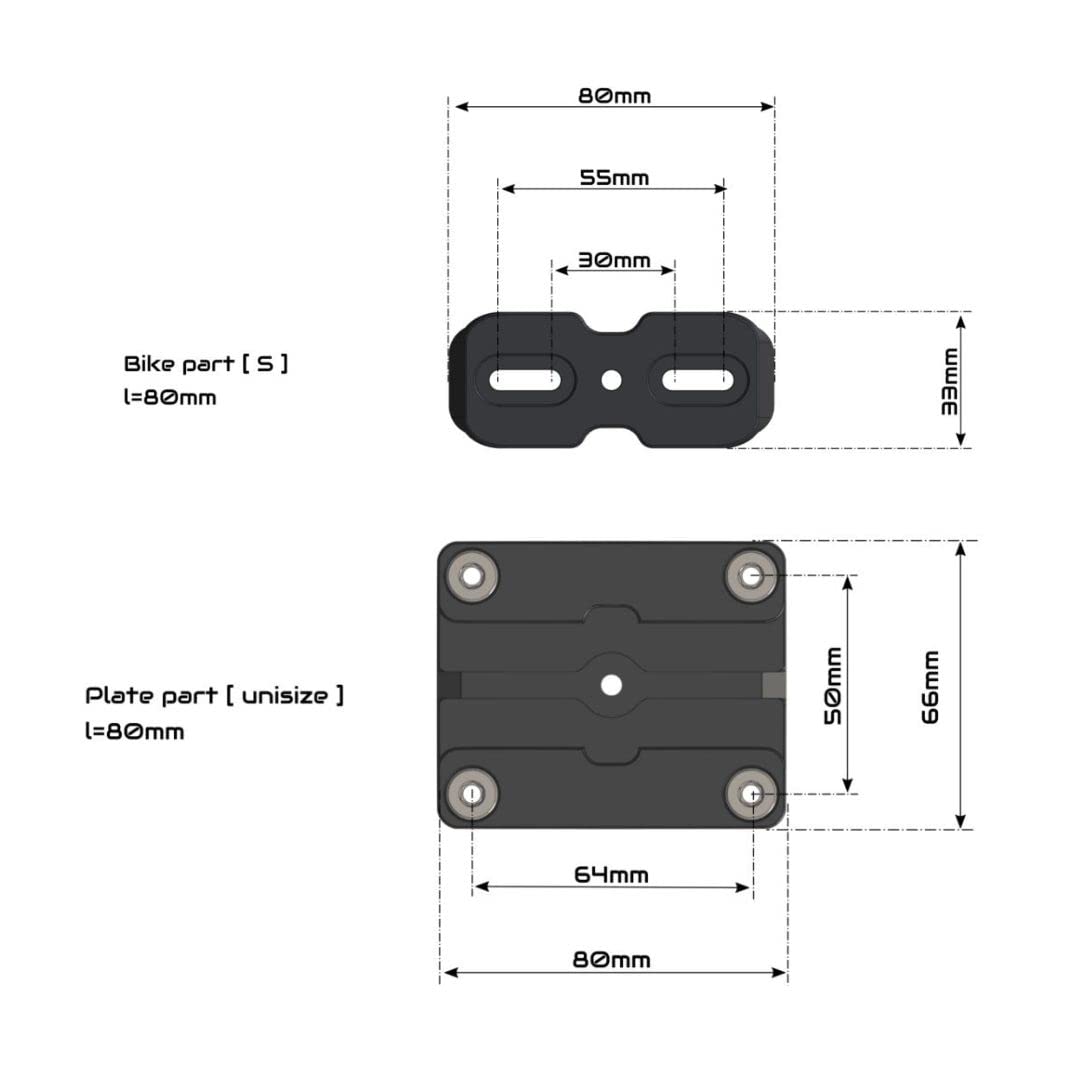 80mm
55mm
30mm
Bike part [ S ]
l=80mm
33mm
Plate part [ unisize ]
l=80mm
50mm
66mm
64mm
80mm